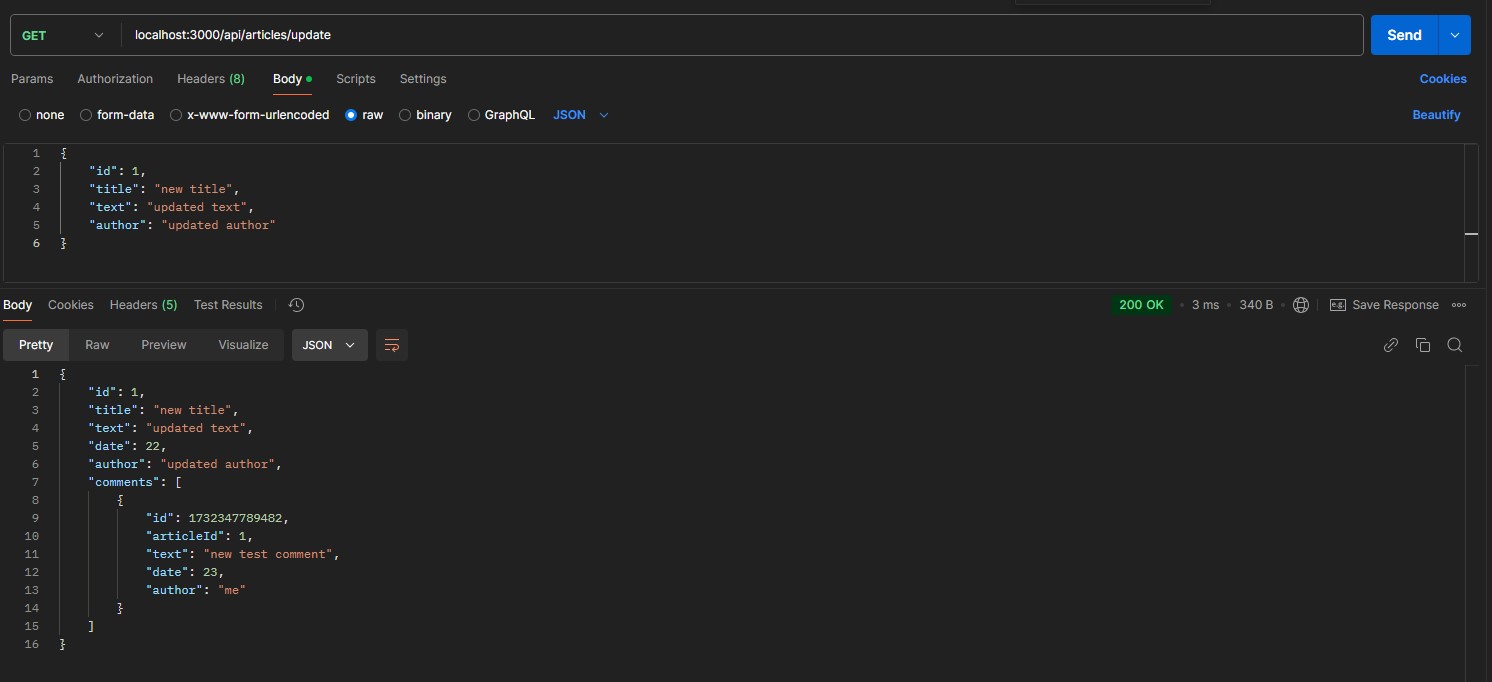 GET localhost:3000/api/articles/update Send
Params Authorization Headers (8) Body Scripts Settings Cookies
none form-data x-www-form-urlencoded raw binary GraphQL JSON Beautify
1 {
2 "id": 1,
3 "title": "new title",
4 "text": "updated text",
5 "author": "updated author"
6 }
Body Cookies Headers (5) Test Results 200 OK • 3 ms • 340 B • e.g. Save Response
Pretty Raw Preview Visualize JSON
1 {
2 "id": 1,
3 "title": "new title",
4 "text": "updated text",
5 "date": 22,
6 "author": "updated author",
7 "comments": [
8 {
9 "id": 1732347789482,
10 "articleId": 1,
11 "text": "new test comment",
12 "date": 23,
13 "author": "me"
14 }
15 ]
16 }